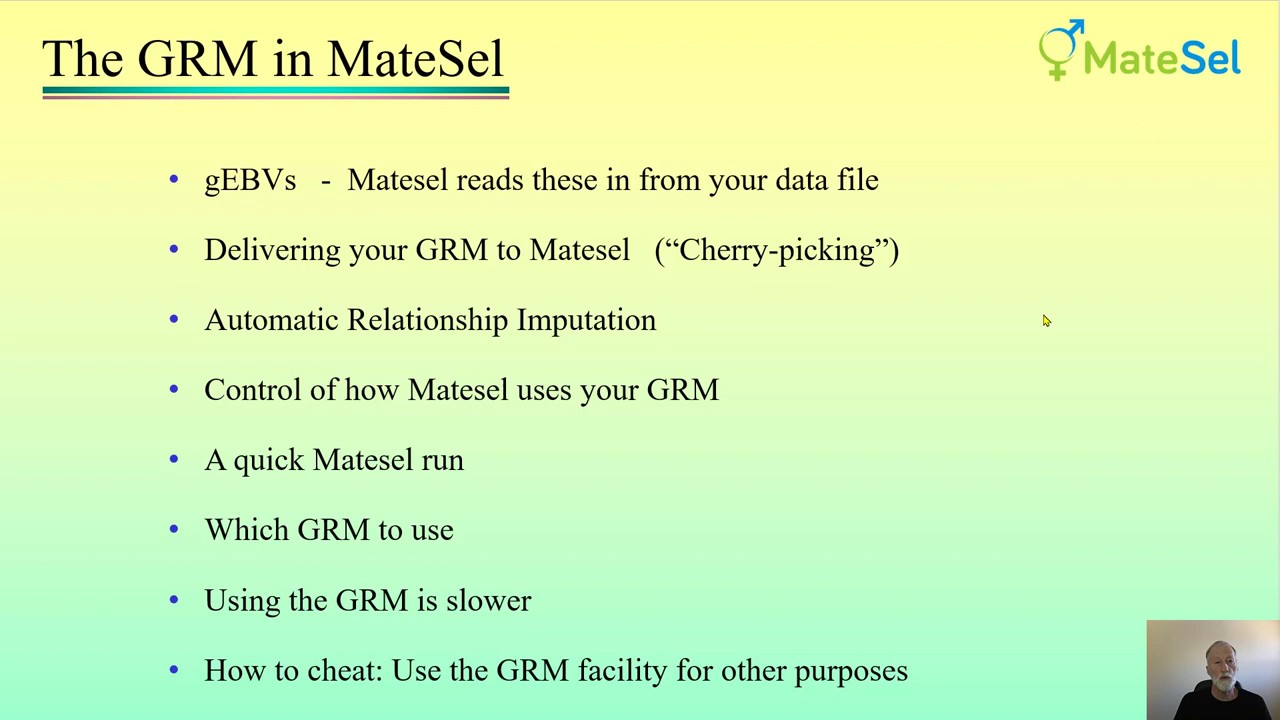 The GRM in MateSel
MateSel
• gEBVs - Matesel reads these in from your data file
• Delivering your GRM to Matesel (“Cherry-picking”)
• Automatic Relationship Imputation
• Control of how Matesel uses your GRM
• A quick Matesel run
• Which GRM to use
• Using the GRM is slower
• How to cheat: Use the GRM facility for other purposes